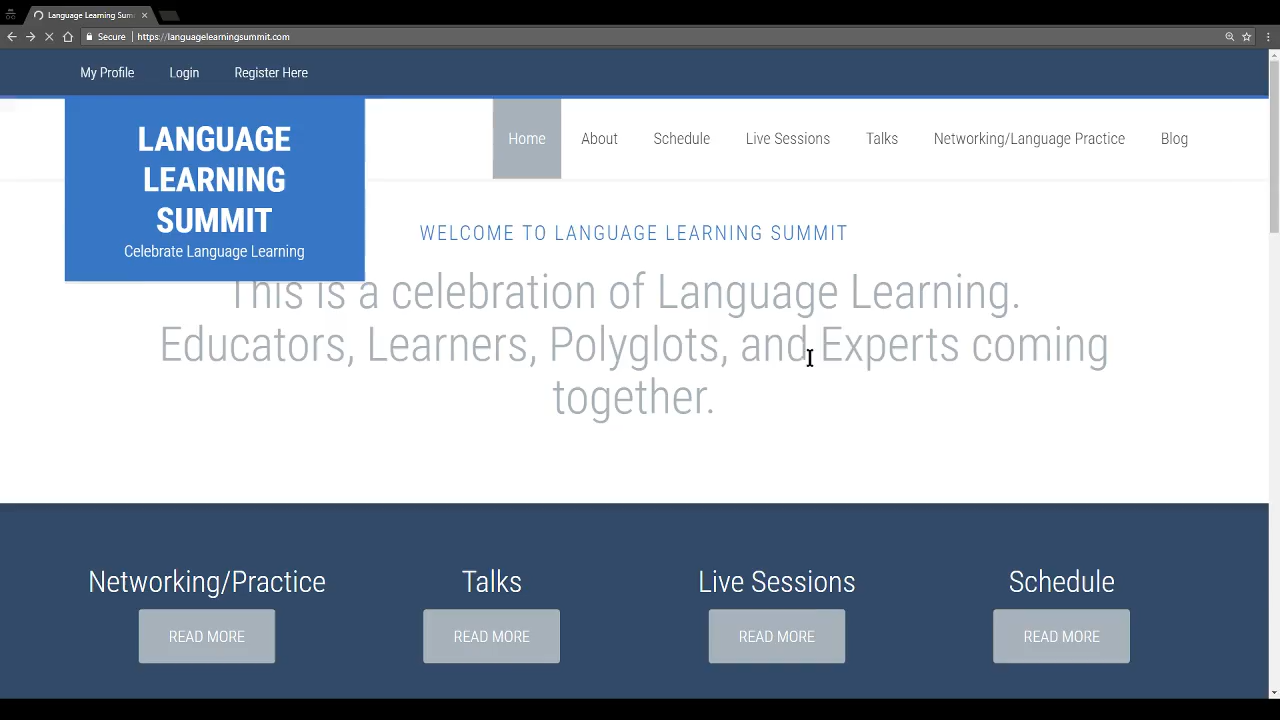 Language Learning Sum
Secure https://languagelearningsummit.com
My Profile Login Register Here
LANGUAGE
LEARNING
SUMMIT
Celebrate Language Learning
Home About Schedule Live Sessions Talks Networking/Language Practice Blog
WELCOME TO LANGUAGE LEARNING SUMMIT
This is a celebration of Language Learning.
Educators, Learners, Polyglots, and Experts coming
together.
Networking/Practice Talks Live Sessions Schedule
READ MORE READ MORE READ MORE READ MORE